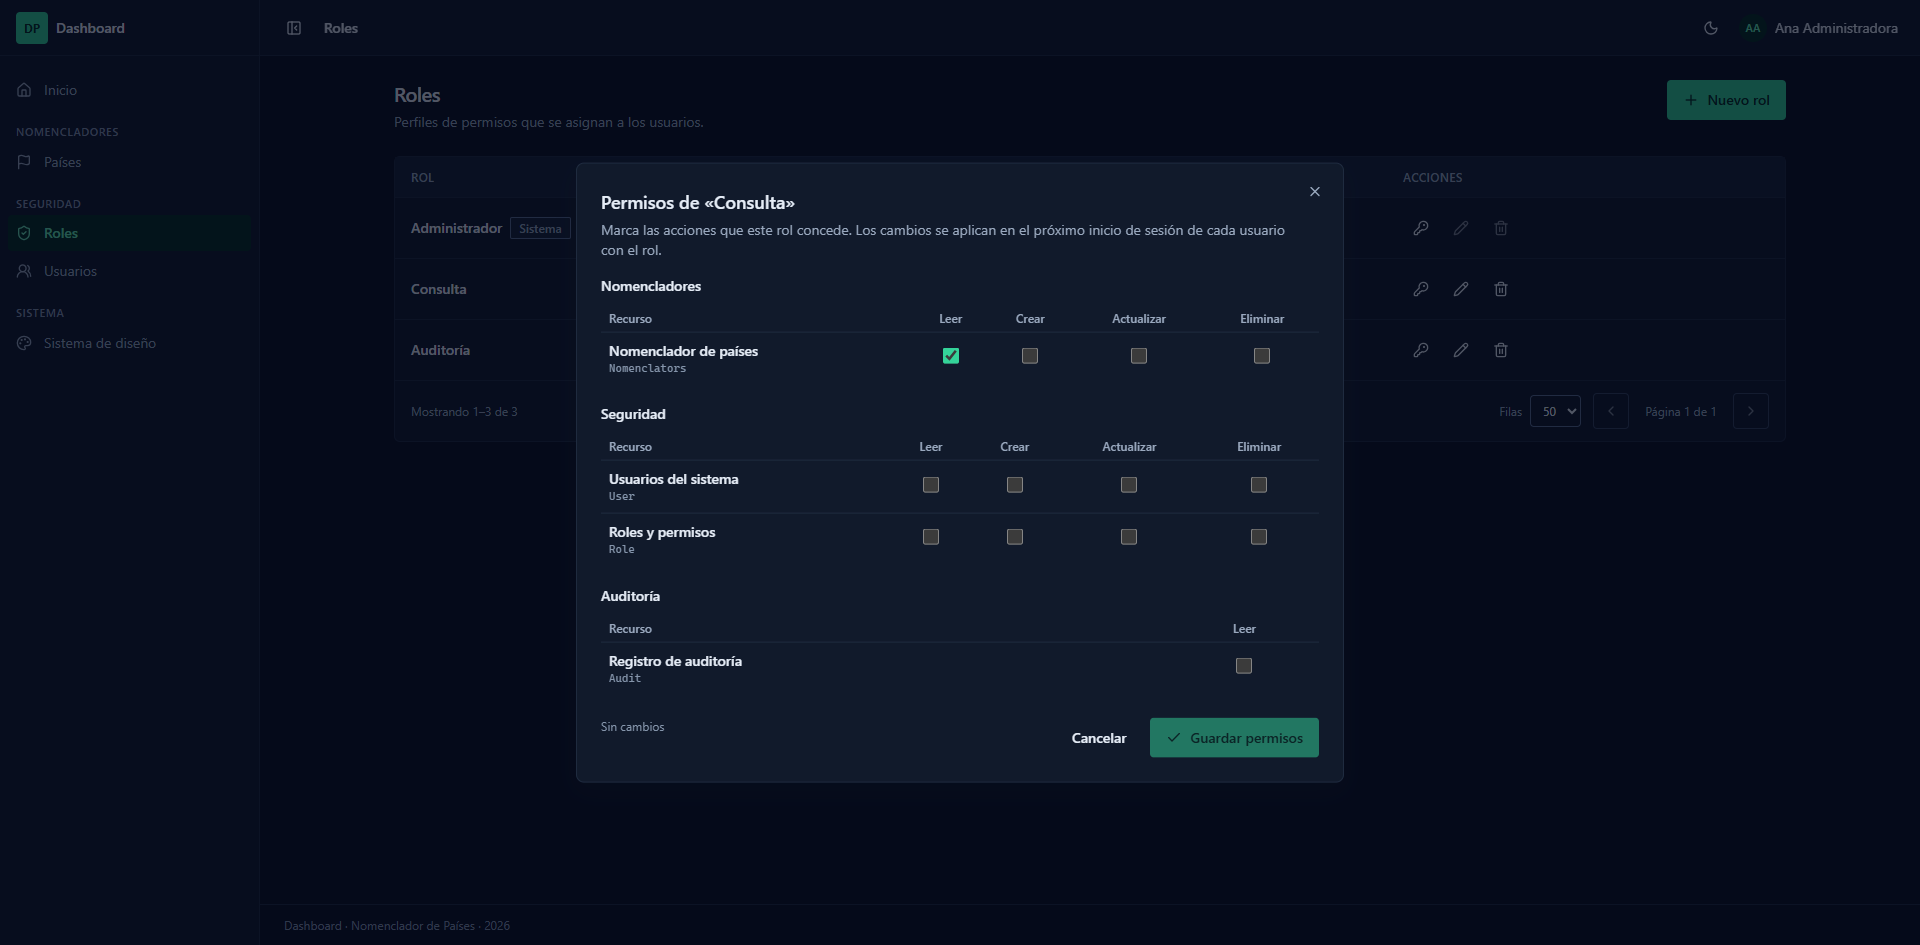 DP Dashboard
Roles
AA Ana Administradora
Inicio
NOMENCLADORES
Países
SEGURIDAD
Roles
Usuarios
SISTEMA
Sistema de diseño
Roles
Perfiles de permisos que se asignan a los usuarios.
Nuevo rol
ROL
ACCIONES
Administrador Sistema
Consulta
Auditoría
Mostrando 1–3 de 3
Filas 50 Página 1 de 1
Permisos de «Consulta»
Marca las acciones que este rol concede. Los cambios se aplican en el próximo inicio de sesión de cada usuario
con el rol.
Nomencladores
Recurso Leer Crear Actualizar Eliminar
Nomenclador de países
Nomenclators
Seguridad
Recurso Leer Crear Actualizar Eliminar
Usuarios del sistema
User
Roles y permisos
Role
Auditoría
Recurso Leer
Registro de auditoría
Audit
Sin cambios
Cancelar
Guardar permisos
Dashboard · Nomenclador de Países · 2026